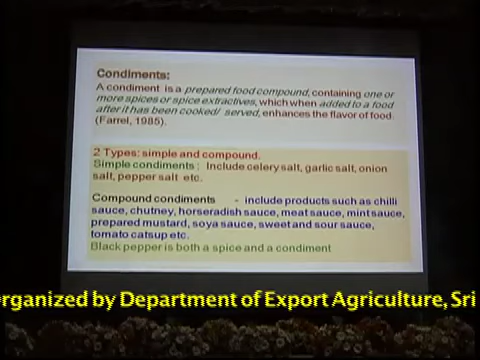 Condiments:
A condiment is a prepared food compound, containing one or
more spices or spice extractives, which when added to a food
after it has been cooked/ served, enhances the flavor of food.
(Farrel, 1985).
2 Types: simple and compound.
Simple condiments : Include celery salt, garlic salt, onion
salt, pepper salt etc.
Compound condiments - include products such as chilli
sauce, chutney, horseradish sauce, meat sauce, mint sauce,
prepared mustard, soya sauce, sweet and sour sauce,
tomato catsup etc.
Black pepper is both a spice and a condiment
rganized by Department of Export Agriculture, Sri